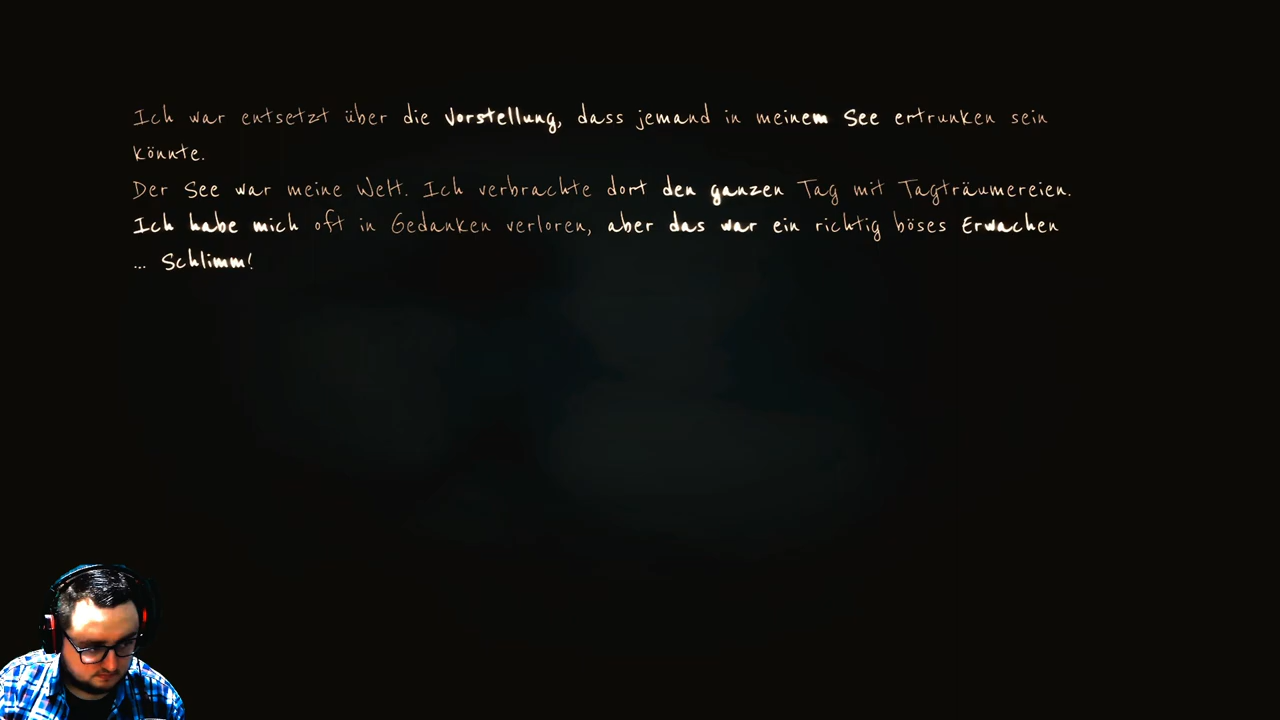 Ich war entsetzt über die Vorstellung, dass jemand in meinem See ertrunken sein
könnte.
Der See war meine Welt. Ich verbrachte dort den ganzen Tag mit Tagträumereien.
Ich habe mich oft in Gedanken verloren, aber das war ein richtig böses Erwachen
... Schlimm!